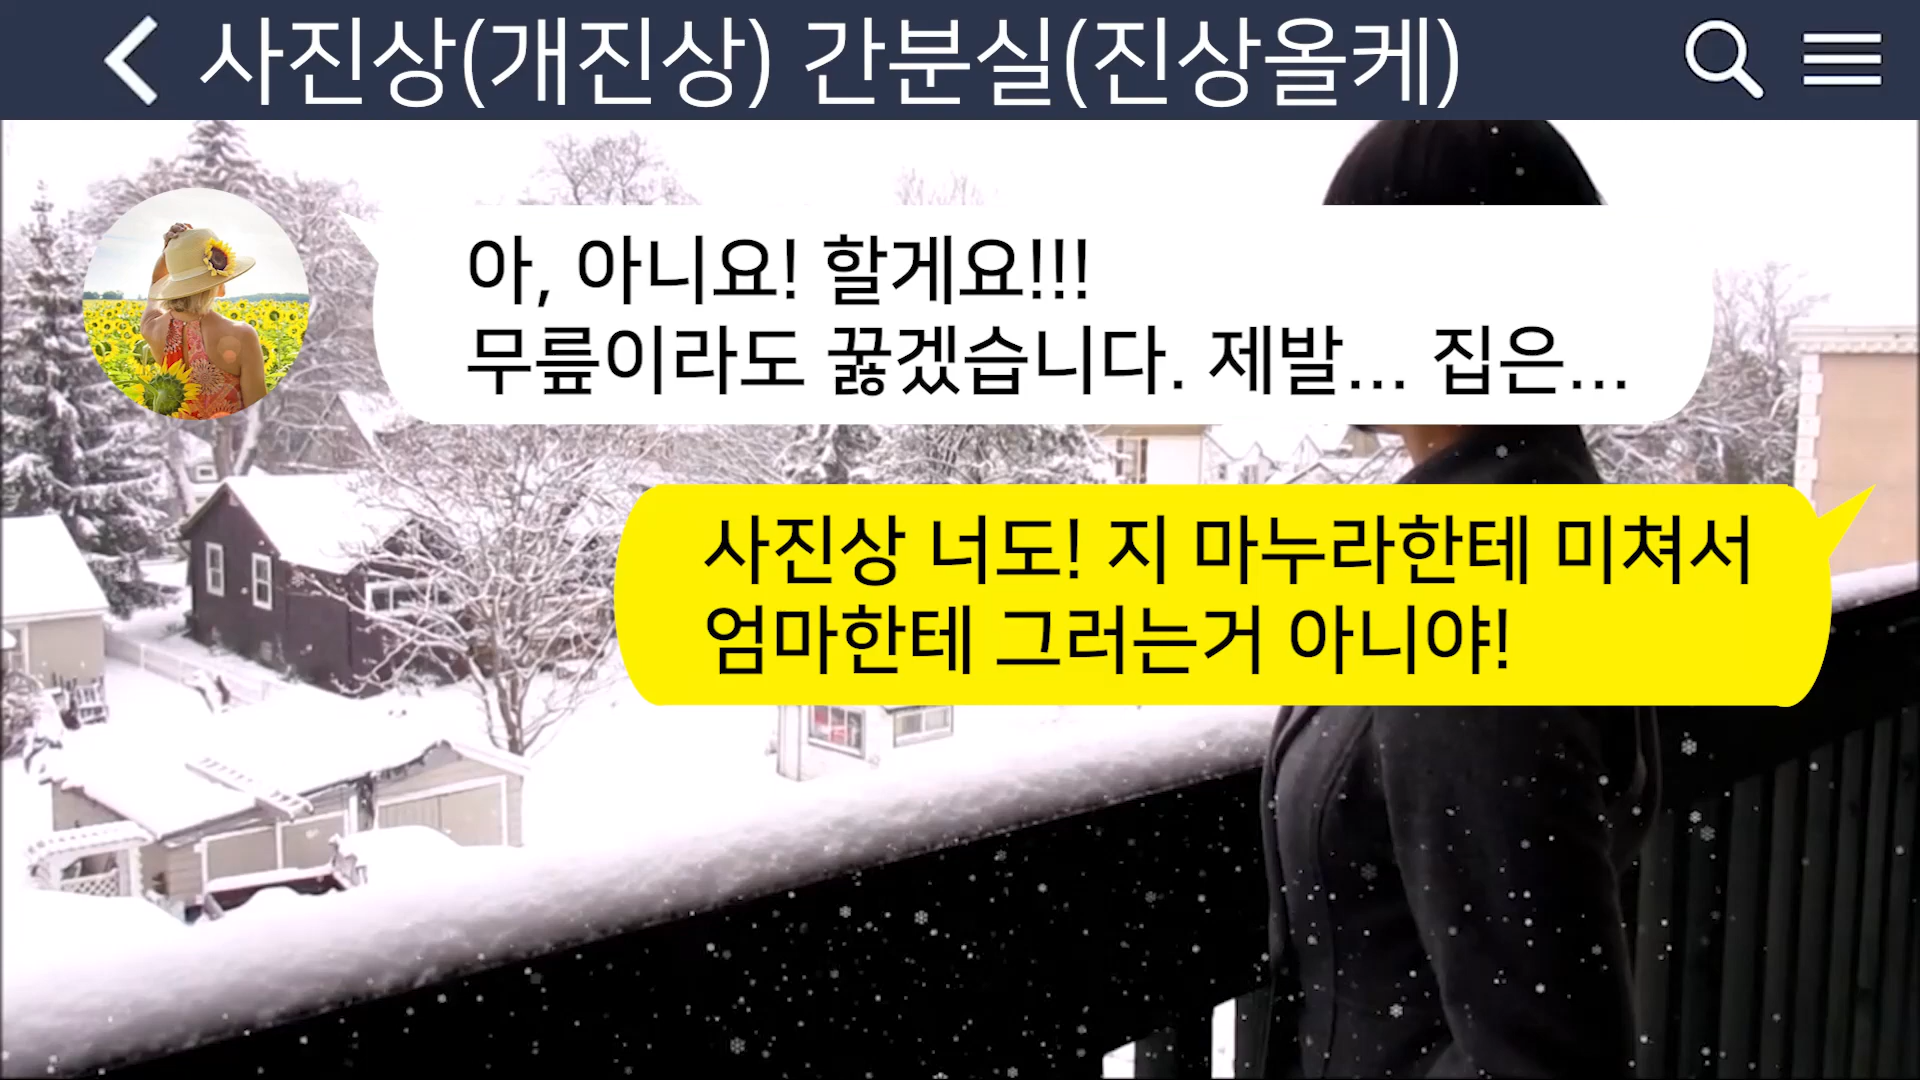 사진상(개진상) 간분실(진상올케)
아, 아니요! 할게요!!!
무릎이라도 꿇겠습니다. 제발... 집은...
사진상 너도! 지 마누라한테 미쳐서
엄마한테 그러는거 아니야!